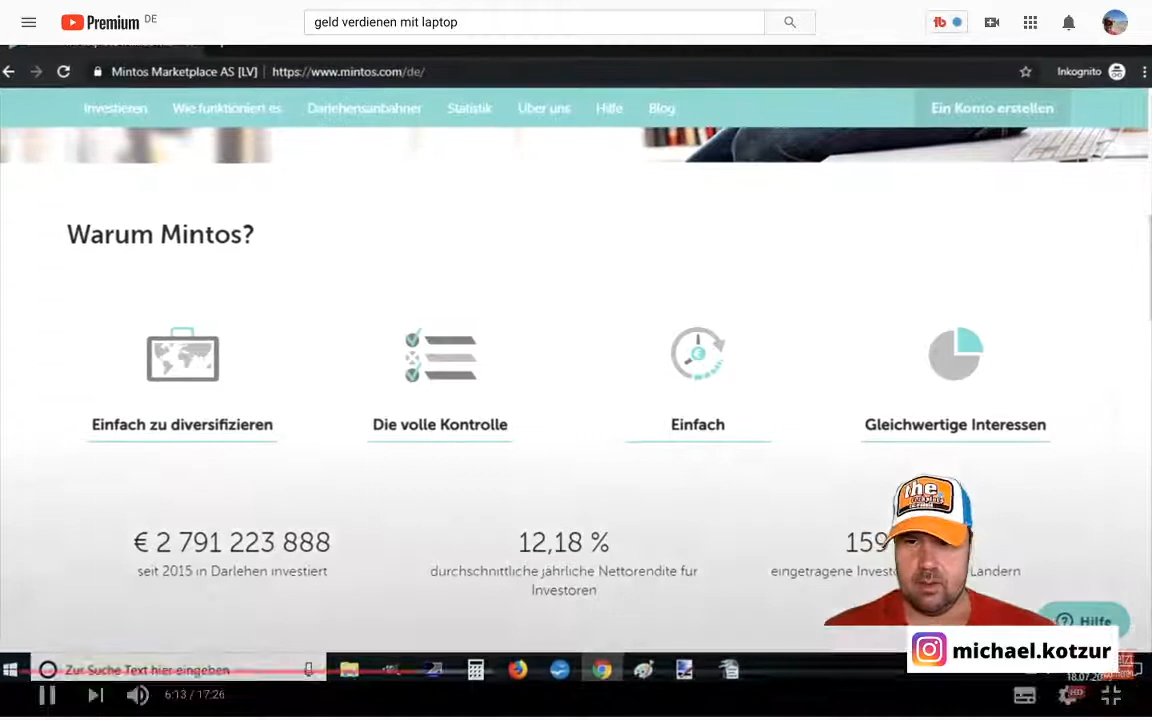 Premium DE
geld verdienen mit laptop
Mintos Marketplace AS [LV] | https://www.mintos.com/de/
Inkognito
Investieren Wie funktioniert es Darlehensanbahner Statistik Über uns Hilfe Blog Ein Konto erstellen
Warum Mintos?
Einfach zu diversifizieren Die volle Kontrolle Einfach Gleichwertige Interessen
€ 2 791 223 888 12,18 % 159
seit 2015 in Darlehen investiert durchschnittliche jährliche Nettorendite für eingetragene Ländern
Investoren
the
Hilfe
michael.kotzur
Zur Suche Text hier eingeben
6:13 / 17:26
HD